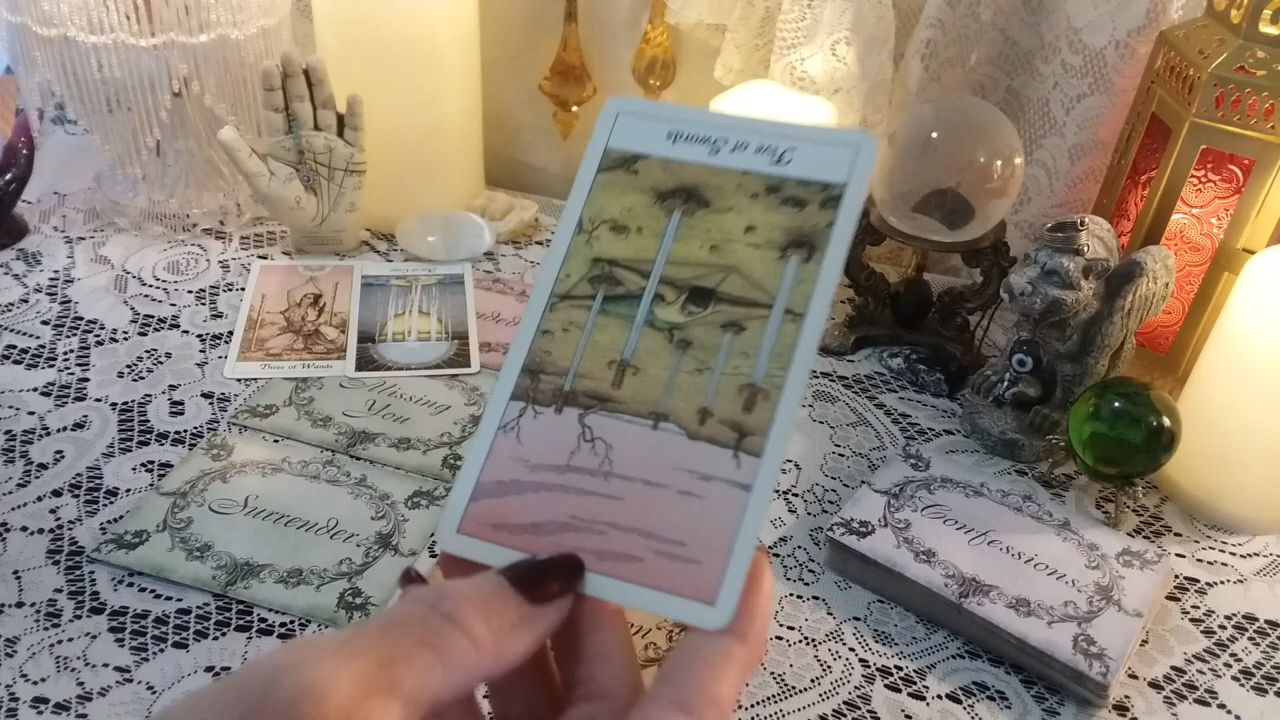 Five of Swords
Three of Wands
Missing
You
Surrender
Confessions